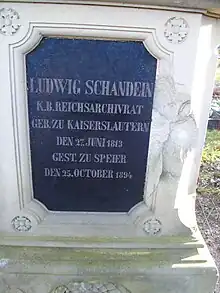 LUDWIG SCHANDEIN
K.B. REICHSARCHIVRAT
GEB. ZU KAISERSLAUTERN
DEN 27. JUNI 1813
GEST. ZU SPEIER
DEN 25. OCTOBER 1894